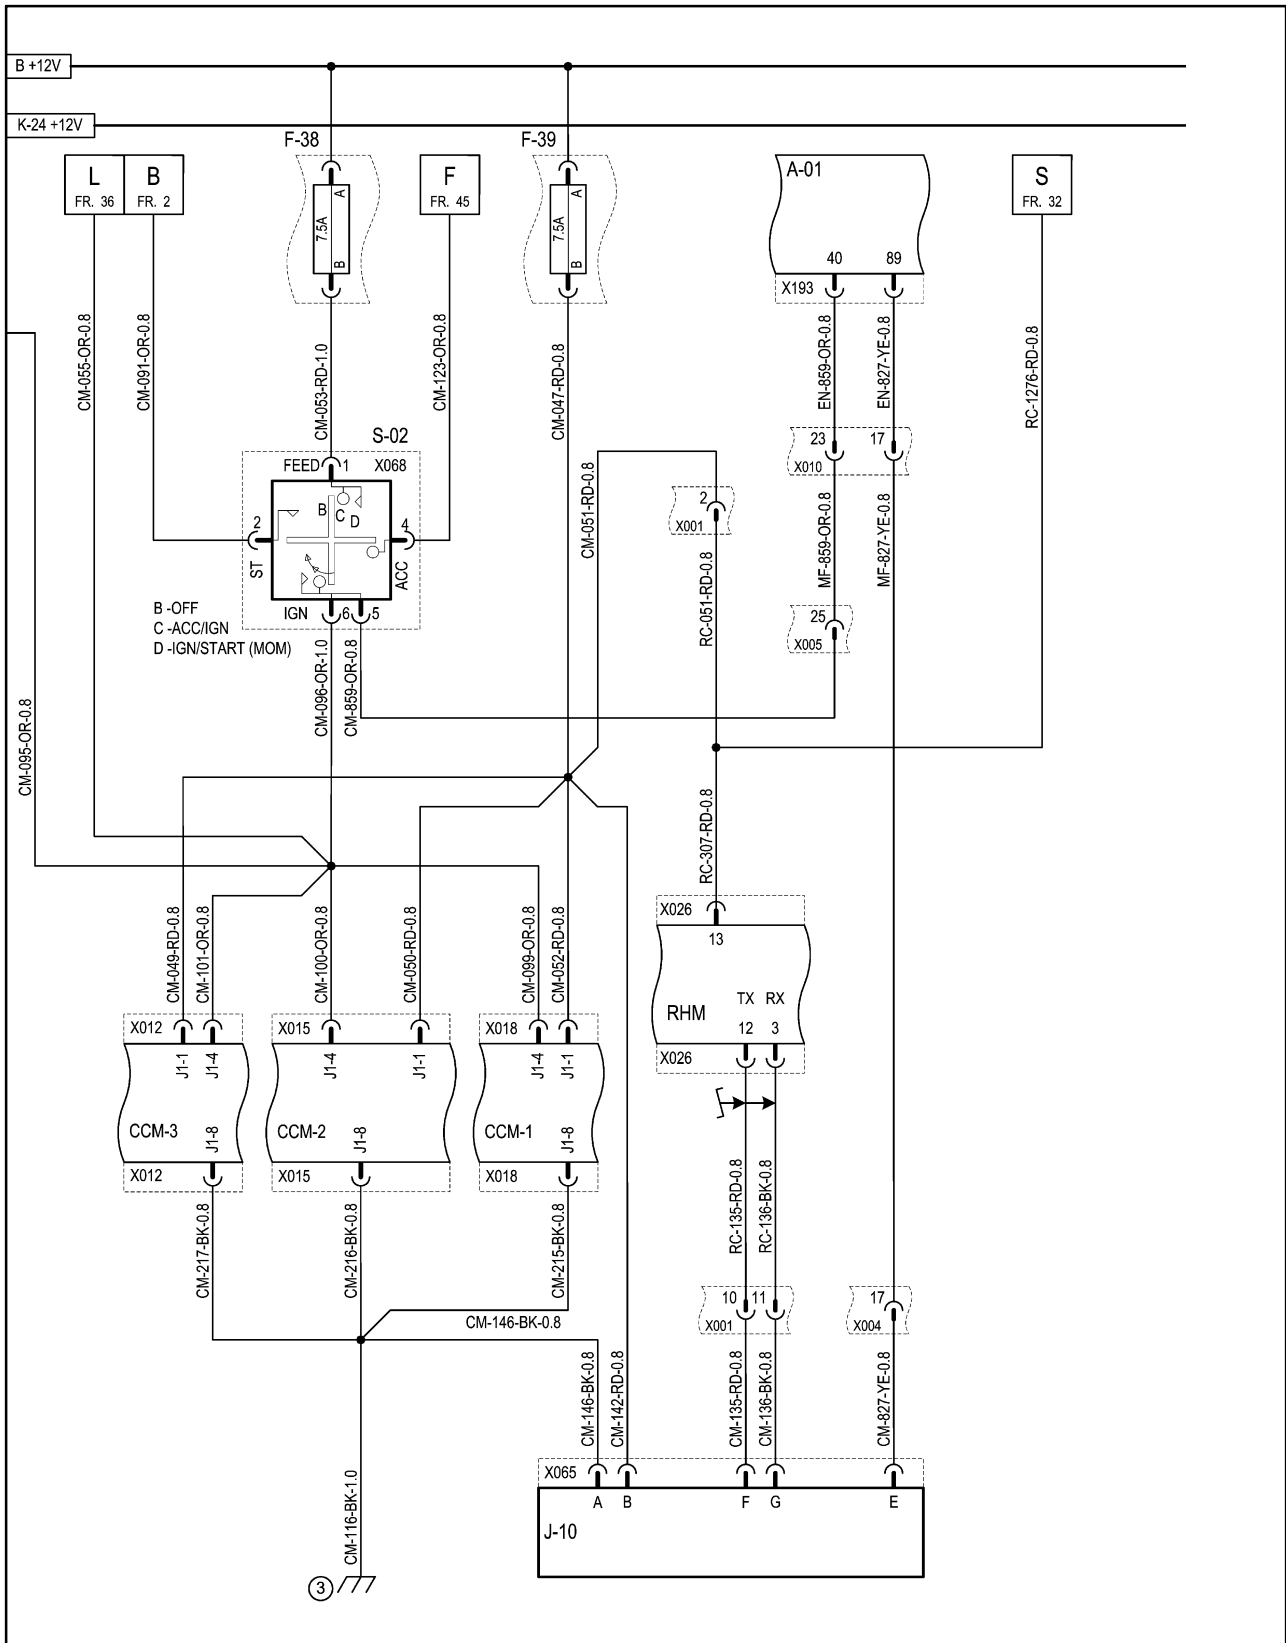 B +12V
K-24 +12V
F-38
F-39
L
FR. 36
B
FR. 2
F
FR. 45
A-01
S
FR. 32
A
7.5A
B
A
7.5A
B
40
89
X193
CM-055-OR-0.8
CM-091-OR-0.8
CM-053-RD-1.0
CM-123-OR-0.8
CM-047-RD-0.8
EN-859-OR-0.8
EN-827-YE-0.8
RC-1276-RD-0.8
S-02
FEED
1
X068
23
17
X010
B
C
D
2
4
ST
ACC
IGN
6
5
CM-051-RD-0.8
2
X001
RC-051-RD-0.8
MF-859-OR-0.8
MF-827-YE-0.8
25
X005
B -OFF
C -ACC/IGN
D -IGN/START (MOM)
CM-096-OR-1.0
CM-859-OR-0.8
CM-095-OR-0.8
RC-307-RD-0.8
CM-049-RD-0.8
CM-101-OR-0.8
CM-100-OR-0.8
CM-050-RD-0.8
CM-099-OR-0.8
CM-052-RD-0.8
X026
13
RHM
TX
RX
12
3
X026
X012
X015
X018
J1-1
J1-4
J1-4
J1-1
J1-4
J1-1
CCM-3
J1-8
CCM-2
J1-8
CCM-1
J1-8
X012
X015
X018
CM-217-BK-0.8
CM-216-BK-0.8
CM-215-BK-0.8
RC-135-RD-0.8
RC-136-BK-0.8
10
11
X001
17
X004
CM-146-BK-0.8
CM-146-BK-0.8
CM-142-RD-0.8
CM-135-RD-0.8
CM-136-BK-0.8
CM-827-YE-0.8
CM-116-BK-1.0
X065
A
B
F
G
E
J-10
3